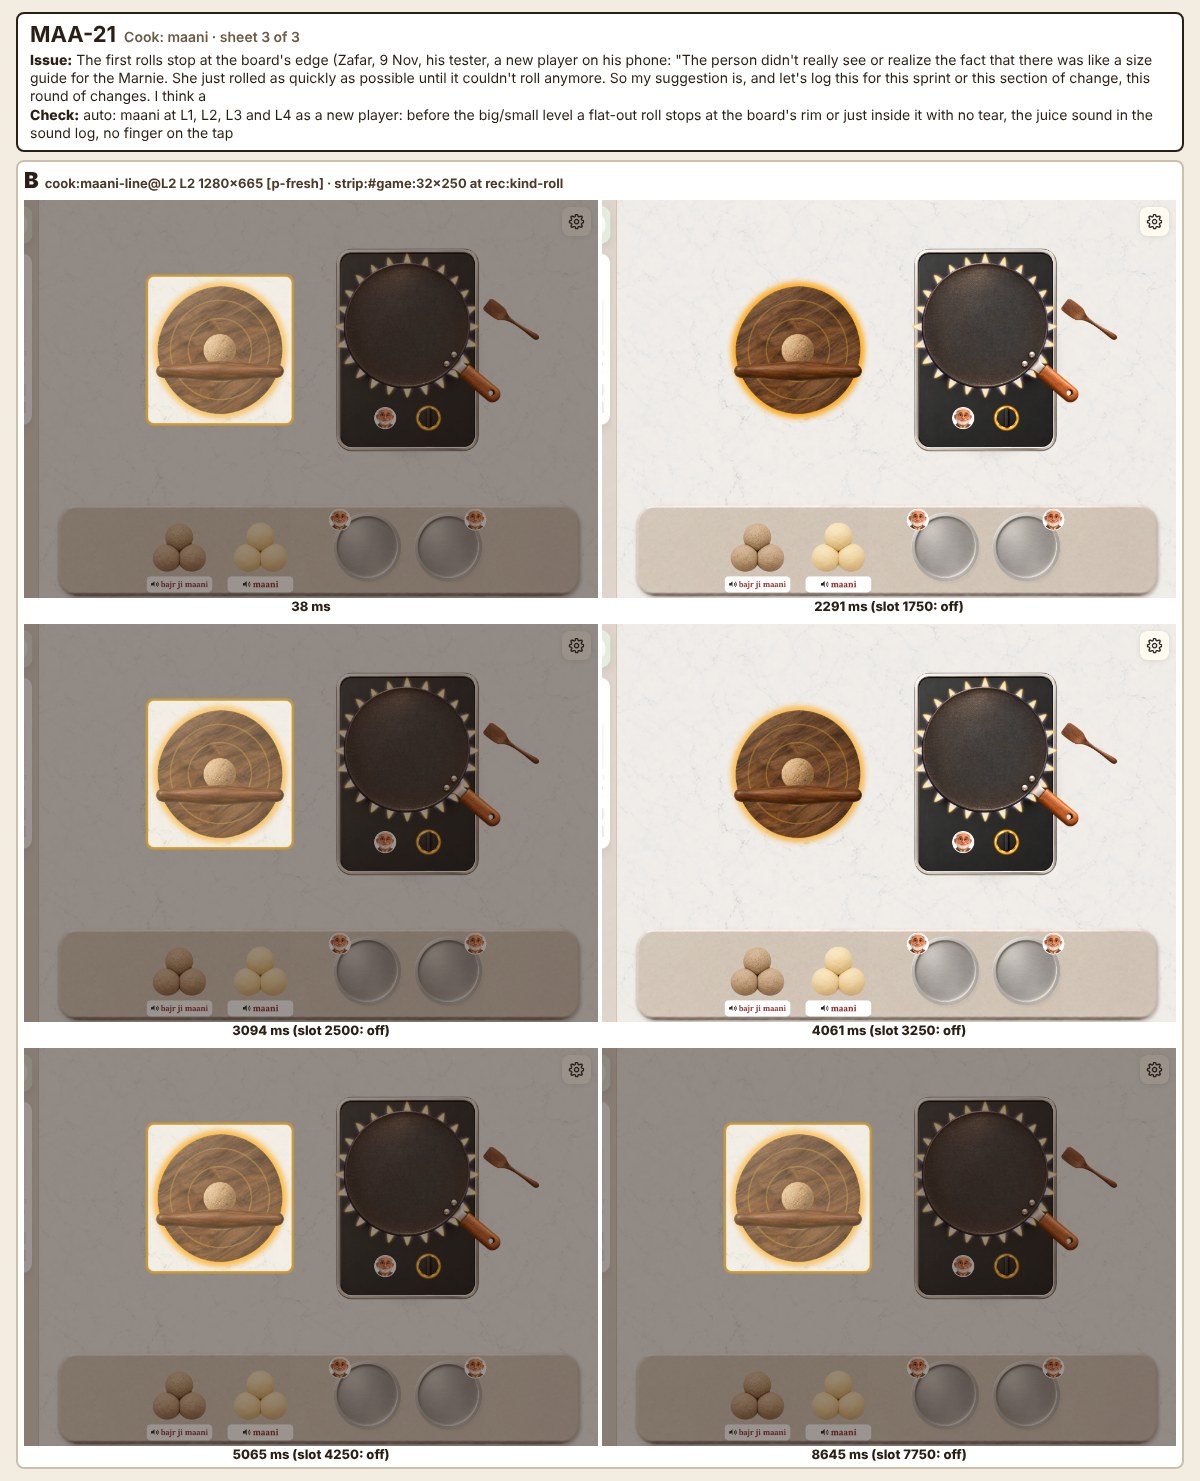 MAA-21 Cook: maani · sheet 3 of 3
Issue: The first rolls stop at the board's edge (Zafar, 9 Nov, his tester, a new player on his phone: "The person didn't really see or realize the fact that there was like a size
guide for the Marnie. She just rolled as quickly as possible until it couldn't roll anymore. So my suggestion is, and let's log this for this sprint or this section of change, this
round of changes. I think a
Check: auto: maani at L1, L2, L3 and L4 as a new player: before the big/small level a flat-out roll stops at the board's rim or just inside it with no tear, the juice sound in the
sound log, no finger on the tap
B cook:maani-line@L2 L2 1280×665 [p-fresh] · strip:#game:32×250 at rec:kind-roll
bajr ji maani maani
bajr ji maani maani
38 ms
2291 ms (slot 1750: off)
bajr ji maani maani
bajr ji maani maani
3094 ms (slot 2500: off)
4061 ms (slot 3250: off)
bajr ji maani maani
bajr ji maani maani
5065 ms (slot 4250: off)
8645 ms (slot 7750: off)